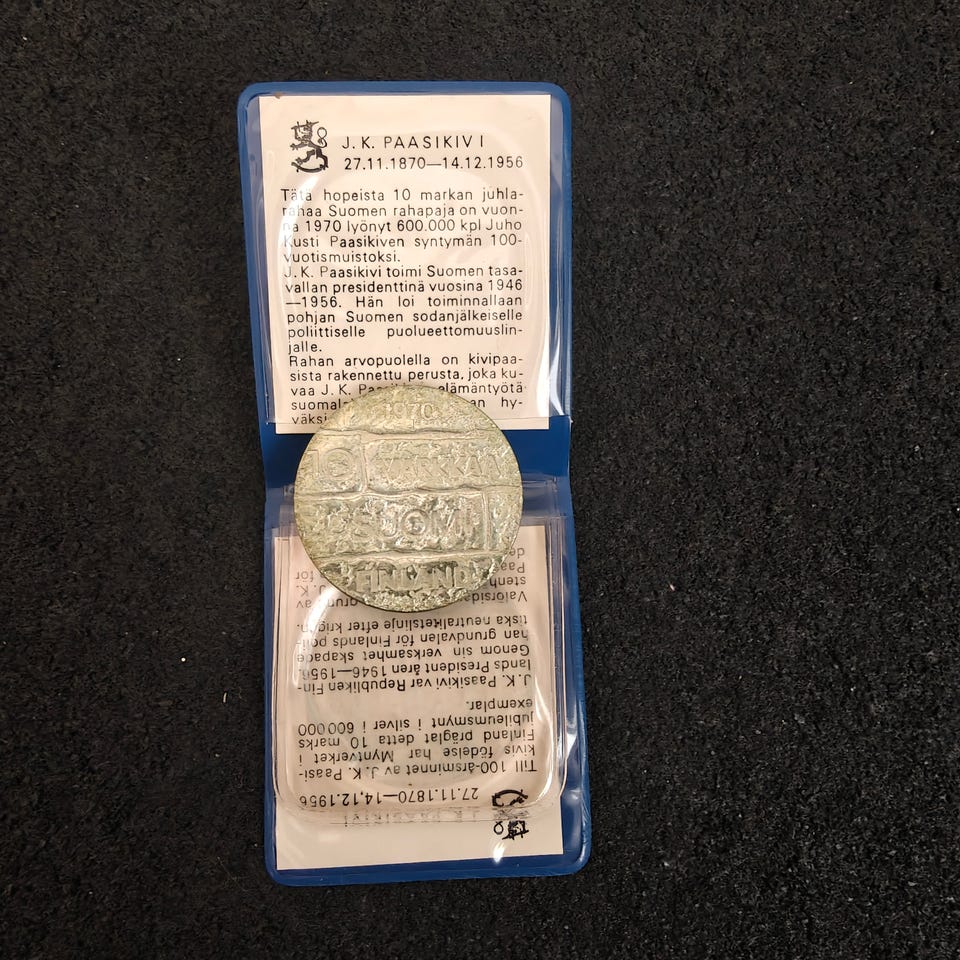 J. K. PAASIKIVI
27.11.1870—14.12.1956
Tätä hopeista 10 markan juhla-
rahaa Suomen rahapaja on vuon-
na 1970 lyönyt 600.000 kpl Juho
Kusti Paasikiven syntymän 100-
vuotismuistoksi.
J. K. Paasikivi toimi Suomen tasa-
vallan presidenttinä vuosina 1946
—1956. Hän loi toiminnallaan
pohjan Suomen sodanjälkeiselle
poliittiselle puolueettomuuslin-
jalle.
Rahan arvopuolella on kivipaa-
sista rakennettu perusta, joka ku-
vaa J. K. elämäntyötä
hy-
1970
10 MARKKAA
SUOMI
FINLAND
J. K. PAASIKIVI
27.11.1870—14.12.1956
Till 100-årsminnet av J. K. Paasi-
kivis födelse har Myntverket i
Finland präglat detta 10 marks
jubileumsmynt i silver i 600000
exemplar.
J. K. Paasikivi var Republiken Fin-
lands President åren 1946—1956.
Genom sin verksamhet skapade
han grundvalen för Finlands poli-
tiska neutralitetslinje efter krigen.
av
J. K.
för